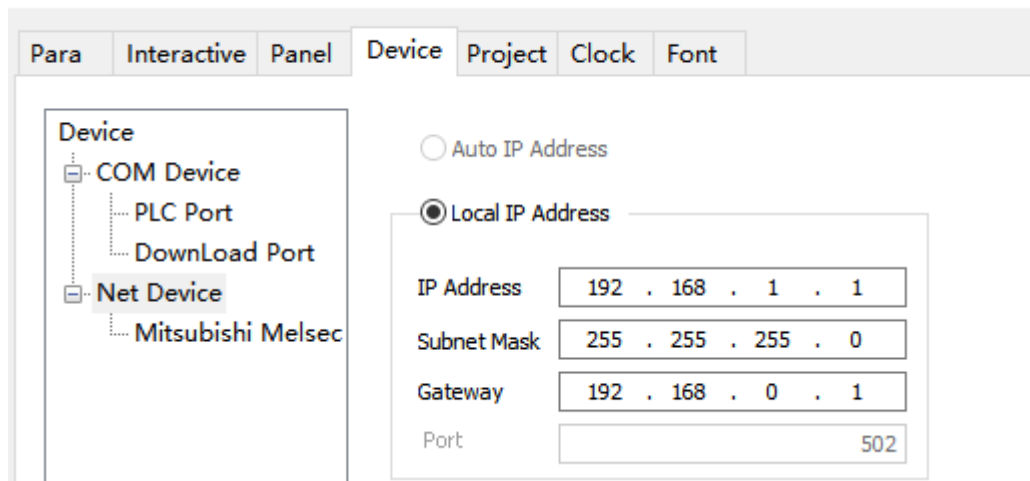 Para Interactive Panel Device Project Clock Font
Device
COM Device
PLC Port
DownLoad Port
Net Device
Mitsubishi Melsec
Auto IP Address
Local IP Address
IP Address 192 . 168 . 1 . 1
Subnet Mask 255 . 255 . 255 . 0
Gateway 192 . 168 . 0 . 1
Port 502